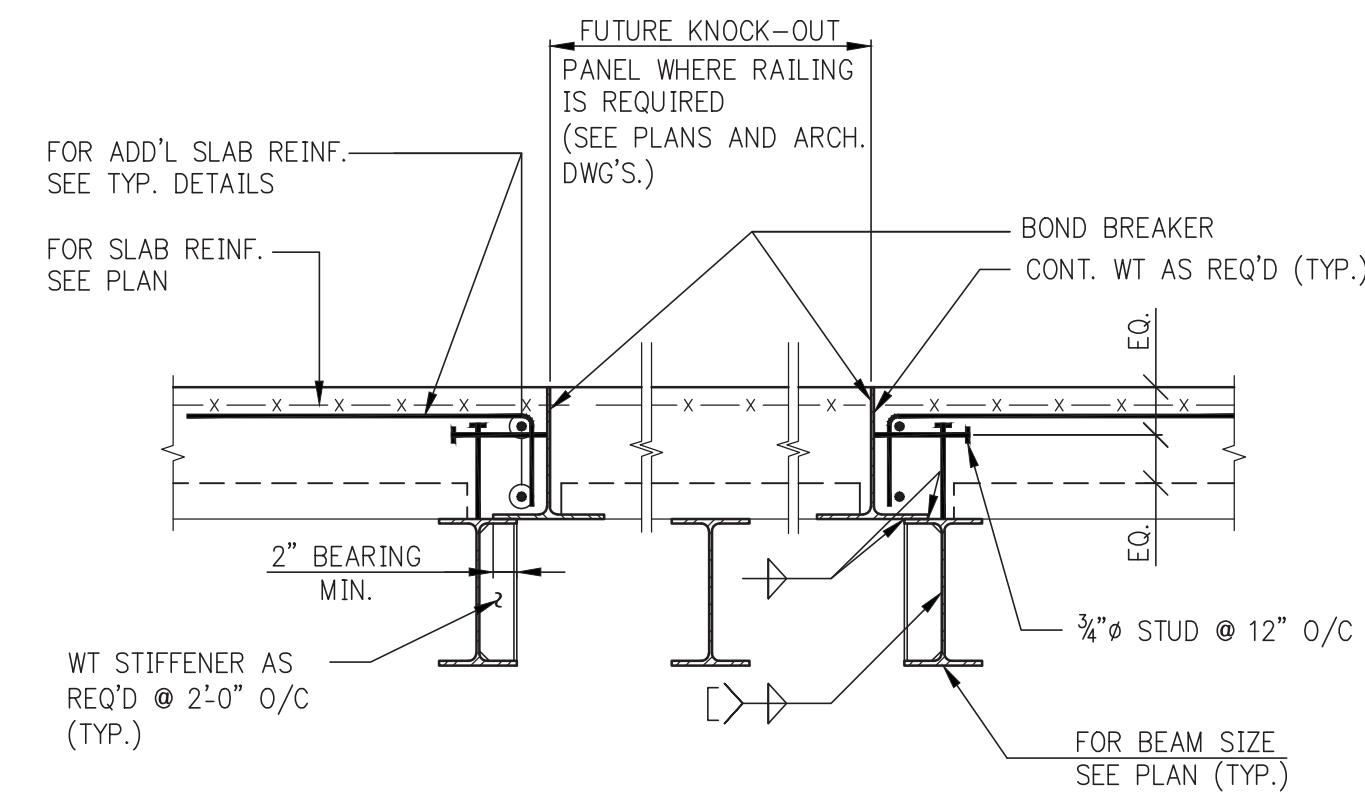 FUTURE KNOCK-OUT
PANEL WHERE RAILING
IS REQUIRED
(SEE PLANS AND ARCH.
DWG'S.)
FOR ADD'L SLAB REINF.
SEE TYP. DETAILS
FOR SLAB REINF.
SEE PLAN
BOND BREAKER
CONT. WT AS REQ'D (TYP.)
EQ.
X X X X X X X X X X X X X X
EQ.
2" BEARING
MIN.
WT STIFFENER AS
REQ'D @ 2'-0" O/C
(TYP.)
¾"ø STUD @ 12" O/C
FOR BEAM SIZE
SEE PLAN (TYP.)